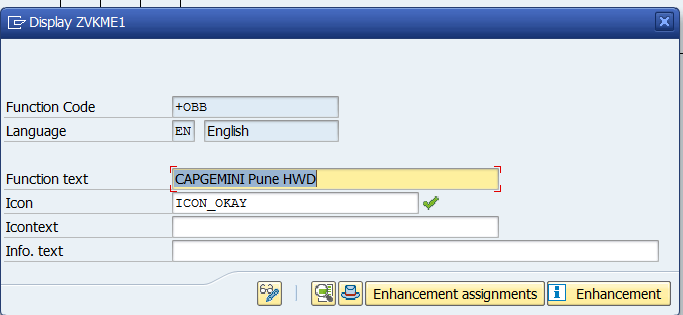 Display ZVKME1
Function Code +OBB
Language EN English
Function text CAPGEMINI Pune HWD
Icon ICON_OKAY
Icontext
Info. text
Enhancement assignments Enhancement